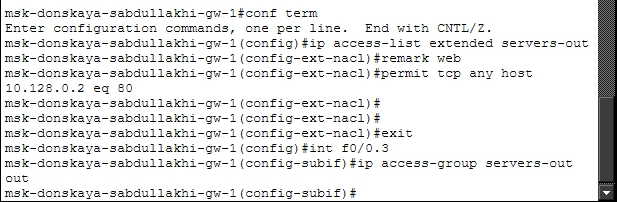 msk-donskaya-sabdullakhi-gw-1#conf term
Enter configuration commands, one per line.  End with CNTL/Z.
msk-donskaya-sabdullakhi-gw-1(config)#ip access-list extended servers-out
msk-donskaya-sabdullakhi-gw-1(config-ext-nacl)#remark web
msk-donskaya-sabdullakhi-gw-1(config-ext-nacl)#permit tcp any host
10.128.0.2 eq 80
msk-donskaya-sabdullakhi-gw-1(config-ext-nacl)#
msk-donskaya-sabdullakhi-gw-1(config-ext-nacl)#
msk-donskaya-sabdullakhi-gw-1(config-ext-nacl)#exit
msk-donskaya-sabdullakhi-gw-1(config)#int f0/0.3
msk-donskaya-sabdullakhi-gw-1(config-subif)#ip access-group servers-out
out
msk-donskaya-sabdullakhi-gw-1(config-subif)#